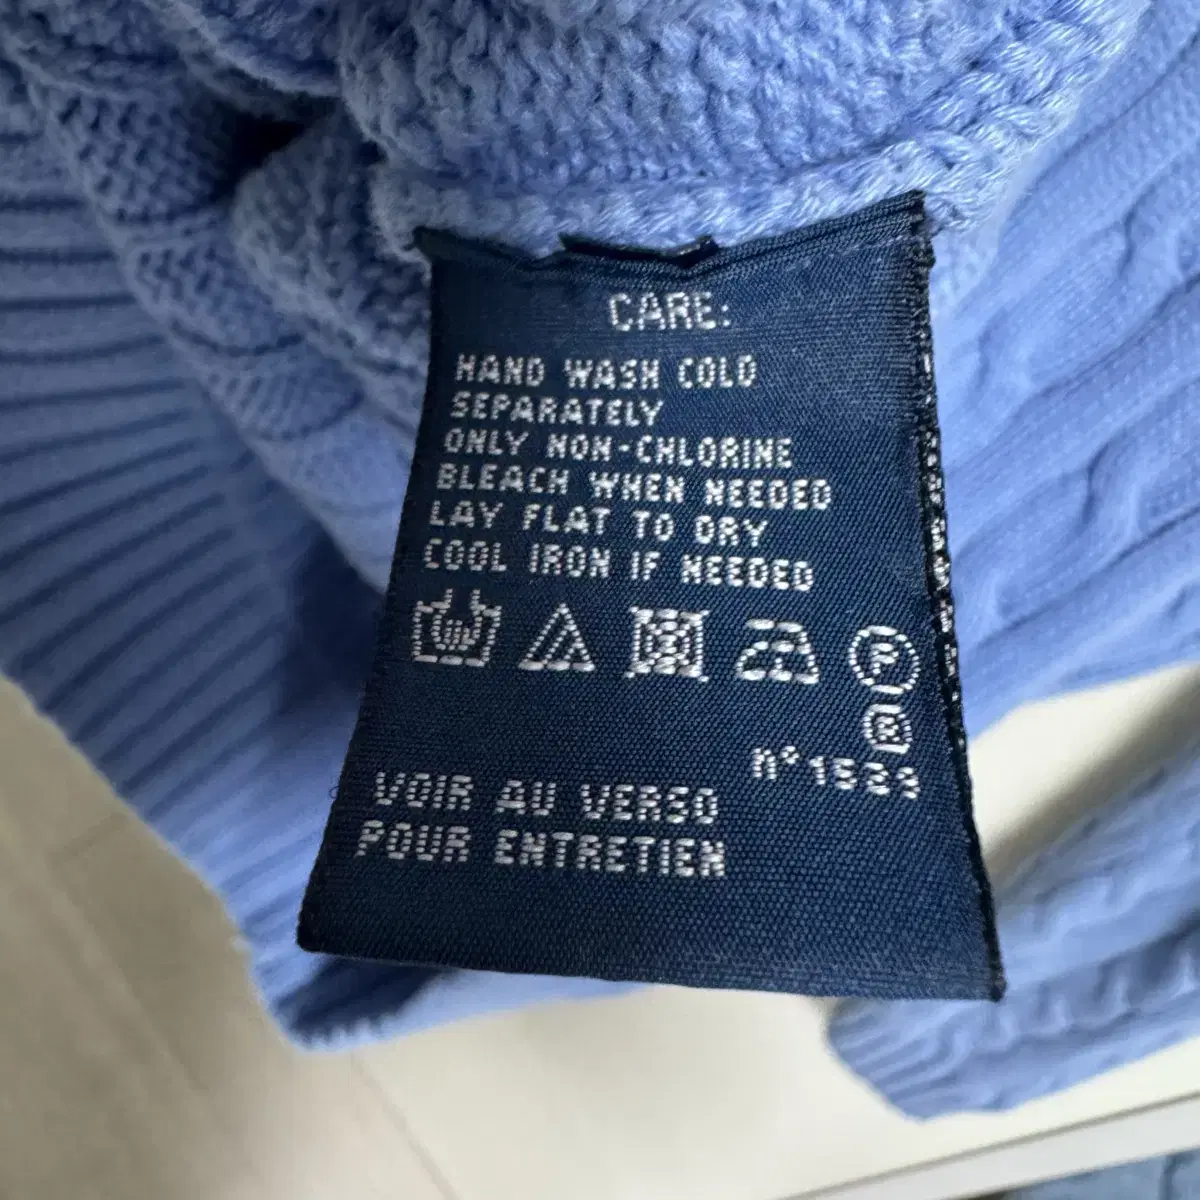 CARE:
HAND WASH COLD
SEPARATELY
ONLY NON-CHLORINE
BLEACH WHEN NEEDED
LAY FLAT TO DRY
COOL IRON IF NEEDED
P
n°
VOIR AU VERSO
POUR ENTRETIEN